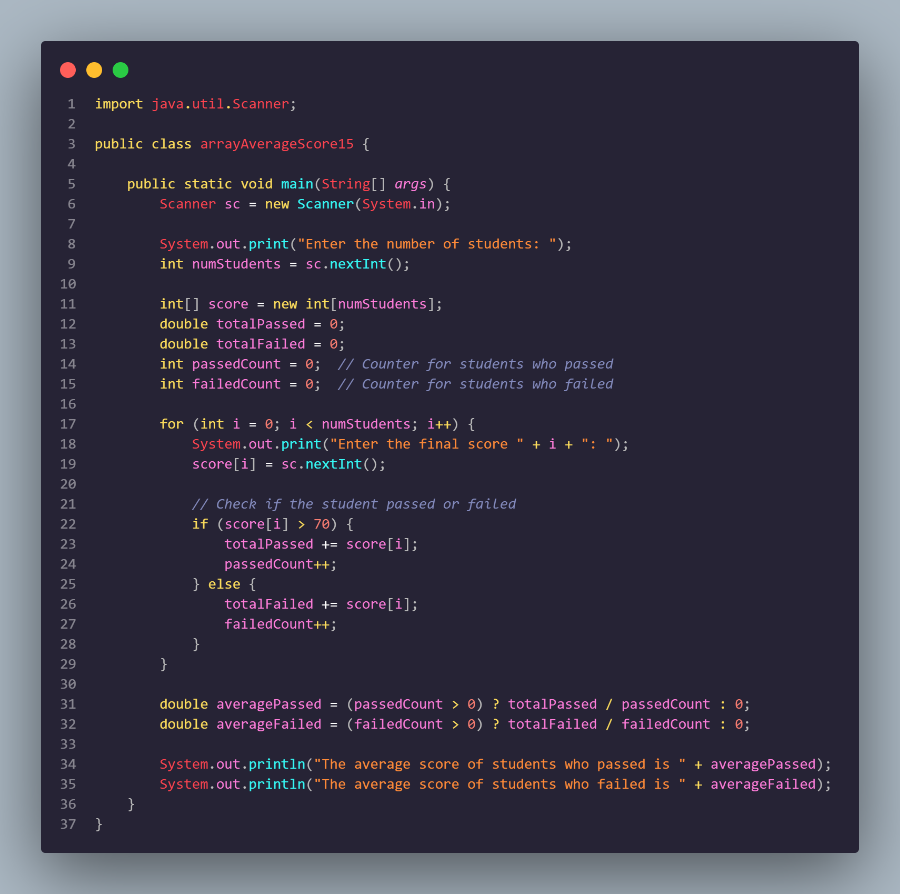 1 import java.util.Scanner;
2
3 public class arrayAverageScore15 {
4
5     public static void main(String[] args) {
6         Scanner sc = new Scanner(System.in);
7
8         System.out.print("Enter the number of students: ");
9         int numStudents = sc.nextInt();
10
11         int[] score = new int[numStudents];
12         double totalPassed = 0;
13         double totalFailed = 0;
14         int passedCount = 0;  // Counter for students who passed
15         int failedCount = 0;  // Counter for students who failed
16
17         for (int i = 0; i < numStudents; i++) {
18             System.out.print("Enter the final score " + i + ": ");
19             score[i] = sc.nextInt();
20
21             // Check if the student passed or failed
22             if (score[i] > 70) {
23                 totalPassed += score[i];
24                 passedCount++;
25             } else {
26                 totalFailed += score[i];
27                 failedCount++;
28             }
29         }
30
31         double averagePassed = (passedCount > 0) ? totalPassed / passedCount : 0;
32         double averageFailed = (failedCount > 0) ? totalFailed / failedCount : 0;
33
34         System.out.println("The average score of students who passed is " + averagePassed);
35         System.out.println("The average score of students who failed is " + averageFailed);
36     }
37 }